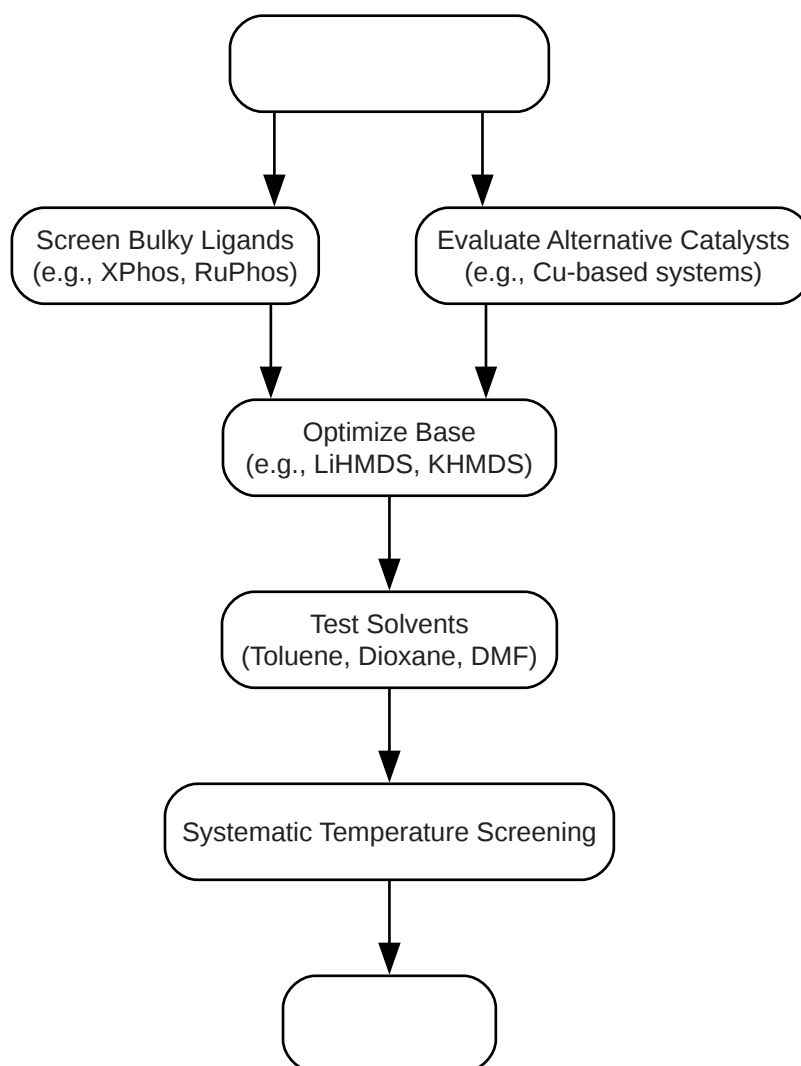 Screen Bulky Ligands
(e.g., XPhos, RuPhos)
Evaluate Alternative Catalysts
(e.g., Cu-based systems)
Optimize Base
(e.g., LiHMDS, KHMDS)
Test Solvents
(Toluene, Dioxane, DMF)
Systematic Temperature Screening